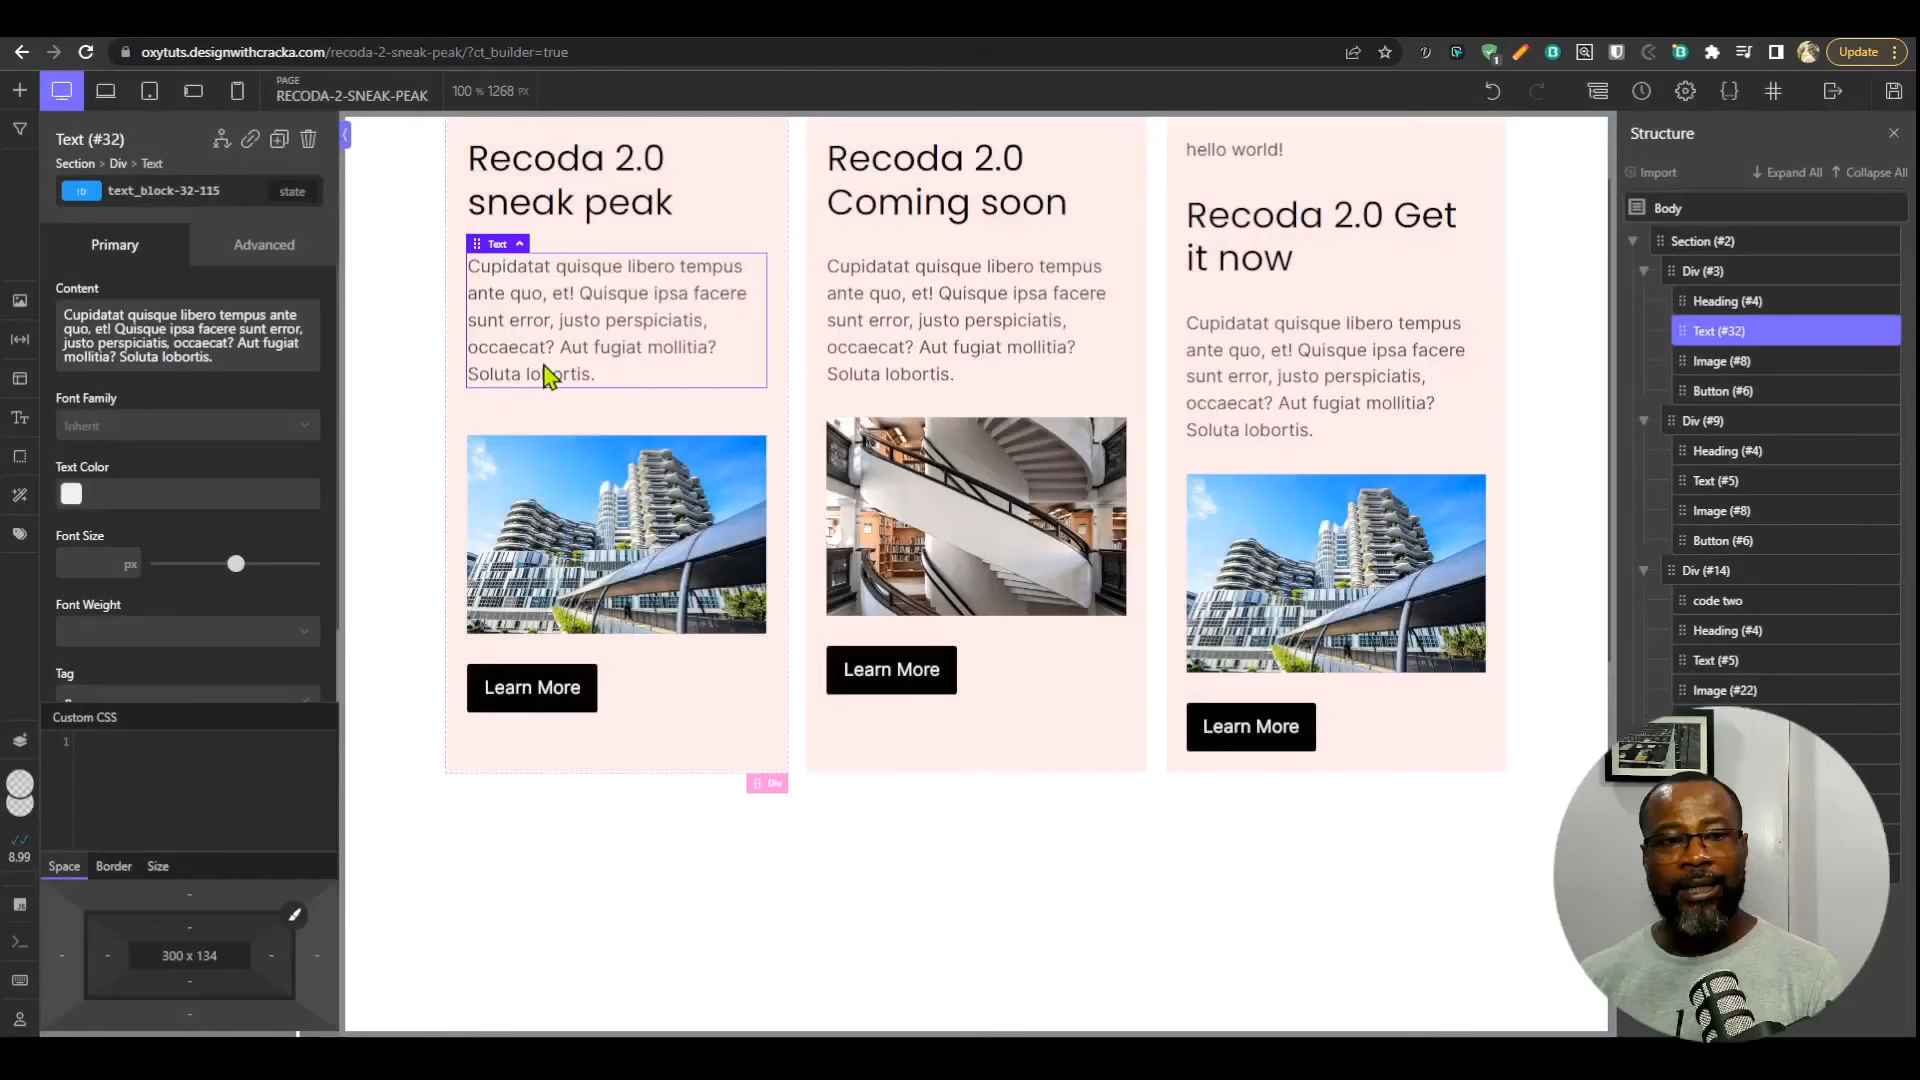 oxytuts.designwithcracka.com/recoda-2-sneak-peak/?ct_builder=true
1
Update
PAGE
RECODA-2-SNEAK-PEAK
100 % 1268 PX
Text (#32)
Section > Div > Text
ID text_block-32-115 state
Primary Advanced
Content
Cupidatat quisque libero tempus ante
quo, et! Quisque ipsa facere sunt error,
justo perspiciatis, occaecat? Aut fugiat
mollitia? Soluta lobortis.
Font Family
Inherit
Text Color
Font Size
px
Font Weight
Tag
Custom CSS
1
8.99
JS
Space Border Size
300 x 134
Recoda 2.0
sneak peak
Text
Cupidatat quisque libero tempus
ante quo, et! Quisque ipsa facere
sunt error, justo perspiciatis,
occaecat? Aut fugiat mollitia?
Soluta lobortis.
Learn More
Div
Recoda 2.0
Coming soon
Cupidatat quisque libero tempus
ante quo, et! Quisque ipsa facere
sunt error, justo perspiciatis,
occaecat? Aut fugiat mollitia?
Soluta lobortis.
Learn More
hello world!
Recoda 2.0 Get
it now
Cupidatat quisque libero tempus
ante quo, et! Quisque ipsa facere
sunt error, justo perspiciatis,
occaecat? Aut fugiat mollitia?
Soluta lobortis.
Learn More
Structure
Import Expand All Collapse All
Body
Section (#2)
Div (#3)
Heading (#4)
Text (#32)
Image (#8)
Button (#6)
Div (#9)
Heading (#4)
Text (#5)
Image (#8)
Button (#6)
Div (#14)
code two
Heading (#4)
Text (#5)
Image (#22)